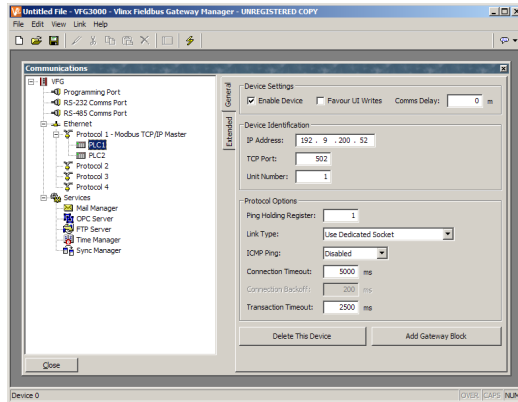 Untitled File - VFG3000 - Vlinx Fieldbus Gateway Manager - UNREGISTERED COPY
File Edit View Link Help
Communications
VFG
Programming Port
RS-232 Comms Port
RS-485 Comms Port
Ethernet
Protocol 1 - Modbus TCP/IP Master
PLC1
PLC2
Protocol 2
Protocol 3
Protocol 4
Services
Mail Manager
OPC Server
FTP Server
Time Manager
Sync Manager
Close
General
Extended
Device Settings
Enable Device Favour UI Writes Comms Delay: 0 ms
Device Identification
IP Address: 192 . 9 .200 . 52
TCP Port: 502
Unit Number: 1
Protocol Options
Ping Holding Register: 1
Link Type: Use Dedicated Socket
ICMP Ping: Disabled
Connection Timeout: 5000 ms
Connection Backoff: 200 ms
Transaction Timeout: 2500 ms
Delete This Device Add Gateway Block
Device 0 OVER CAPS NUM